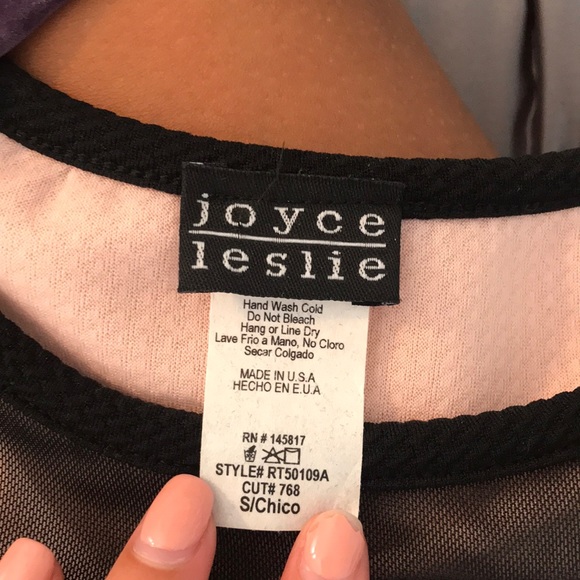 joyce
leslie
Hand Wash Cold
Do Not Bleach
Hang or Line Dry
Lave Frio a Mano, No Cloro
Secar Colgado
MADE IN U.S.A
HECHO EN E.U.A
RN # 145817
STYLE# RT50109A
CUT# 768
S/Chico